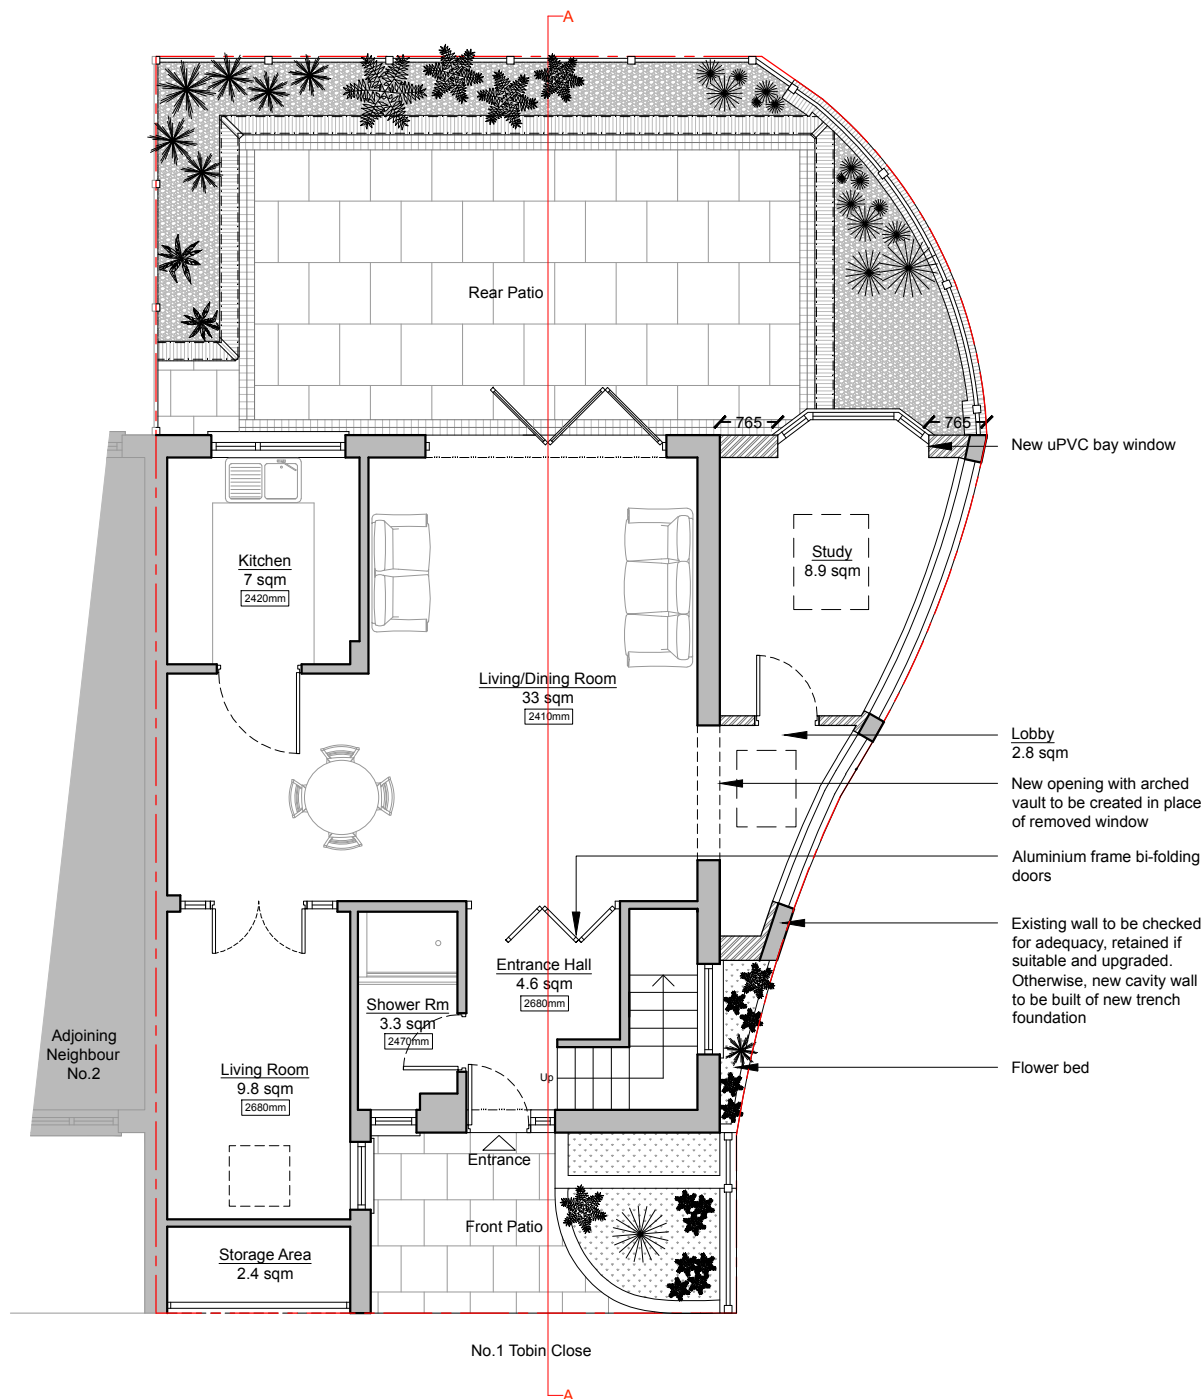 A
Rear Patio
765
765
New uPVC bay window
Kitchen
7 sqm
2420mm
Study
8.9 sqm
Living/Dining Room
33 sqm
2410mm
Lobby
2.8 sqm
New opening with arched
vault to be created in place
of removed window
Aluminium frame bi-folding
doors
Existing wall to be checked
for adequacy, retained if
suitable and upgraded.
Otherwise, new cavity wall
to be built of new trench
foundation
Entrance Hall
4.6 sqm
2680mm
Shower Rm
3.3 sqm
2470mm
Adjoining
Neighbour
No.2
Living Room
9.8 sqm
2680mm
Up
Flower bed
Entrance
Front Patio
Storage Area
2.4 sqm
No.1 Tobin Close
A